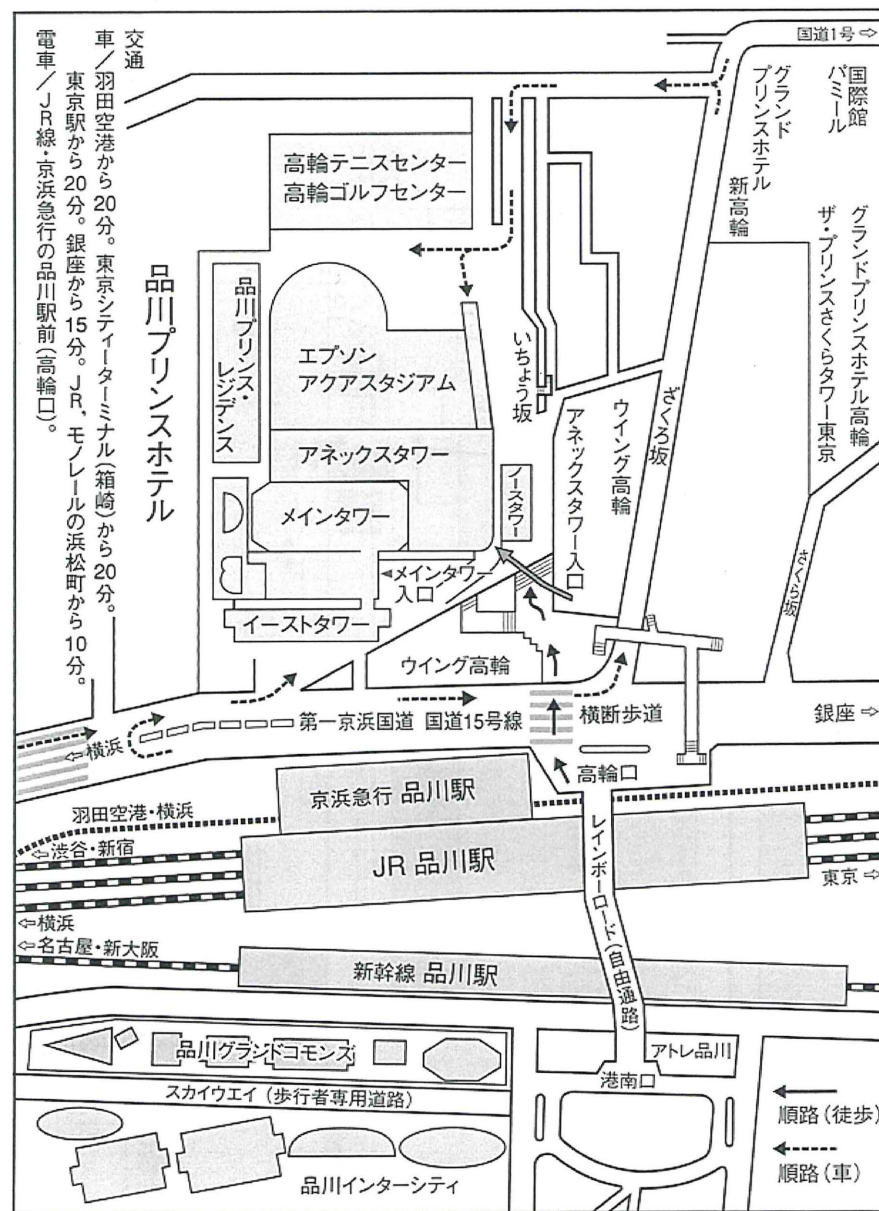 国道1号 ⇨
国際館
パミール
グランド
プリンスホテル
新高輪
グランドプリンスホテル高輪
ザ・プリンスさくらタワー東京
交通
車／羽田空港から20分。東京シティーターミナル(箱崎)から20分。
東京駅から20分。銀座から15分。JR、モノレールの浜松町から10分。
電車／JR線・京浜急行の品川駅前(高輪口)。
品川プリンスホテル
高輪テニスセンター
高輪ゴルフセンター
品川プリンス・
レジデンス
エプソン
アクアスタジアム
いちょう坂
アネックスタワー
メインタワー
ノースタワー
アネックスタワー入口
ウイング高輪
ざくろ坂
さくら坂
メインタワー
入口
イーストタワー
ウイング高輪
第一京浜国道 国道15号線
横断歩道
銀座 ⇨
⇦ 横浜
高輪口
京浜急行 品川駅
羽田空港・横浜
⇦ 渋谷・新宿
JR 品川駅
レインボーロード(自由通路)
東京 ⇨
⇦ 横浜
⇦ 名古屋・新大阪
新幹線 品川駅
品川グランドコモンズ
アトレ品川
港南口
スカイウエイ (歩行者専用道路)
品川インターシティ
順路(徒歩)
順路(車)